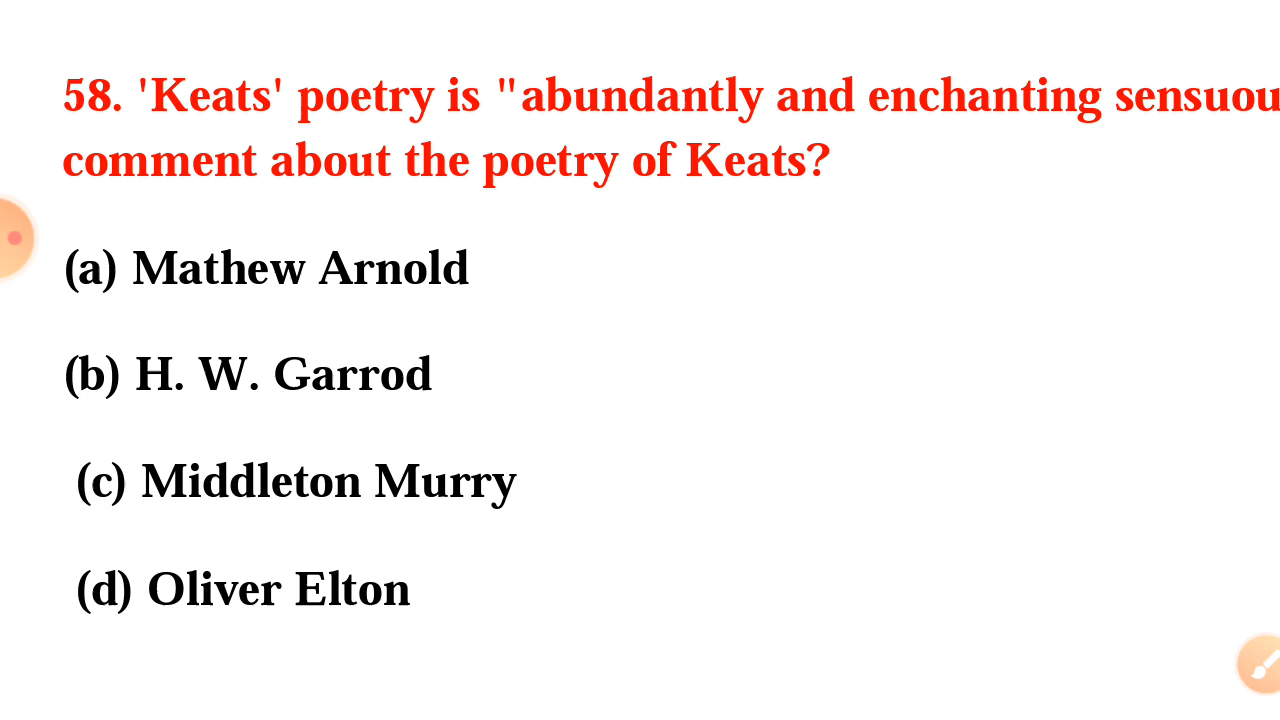 58. 'Keats' poetry is "abundantly and enchanting sensuou
comment about the poetry of Keats?
(a) Mathew Arnold
(b) H. W. Garrod
(c) Middleton Murry
(d) Oliver Elton